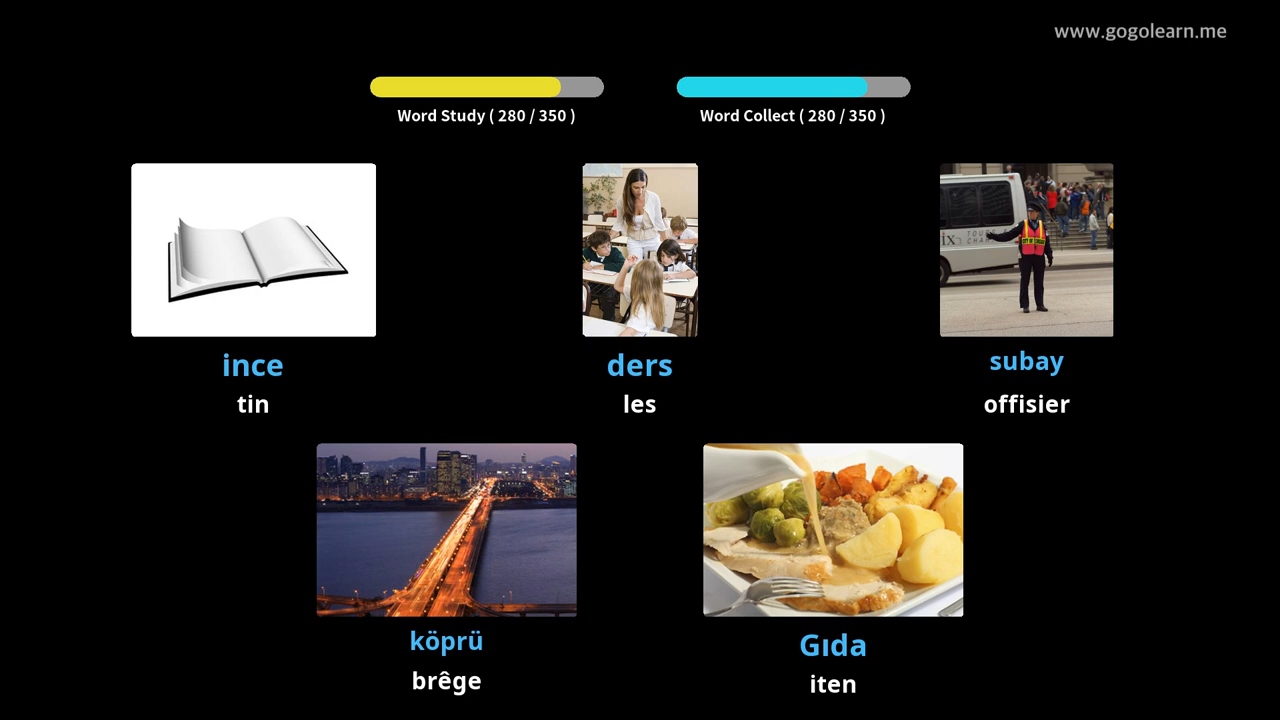 www.gogolearn.me
Word Study ( 280 / 350 )
Word Collect ( 280 / 350 )
ince
tin
ders
les
subay
offisier
köprü
brêge
Gıda
iten